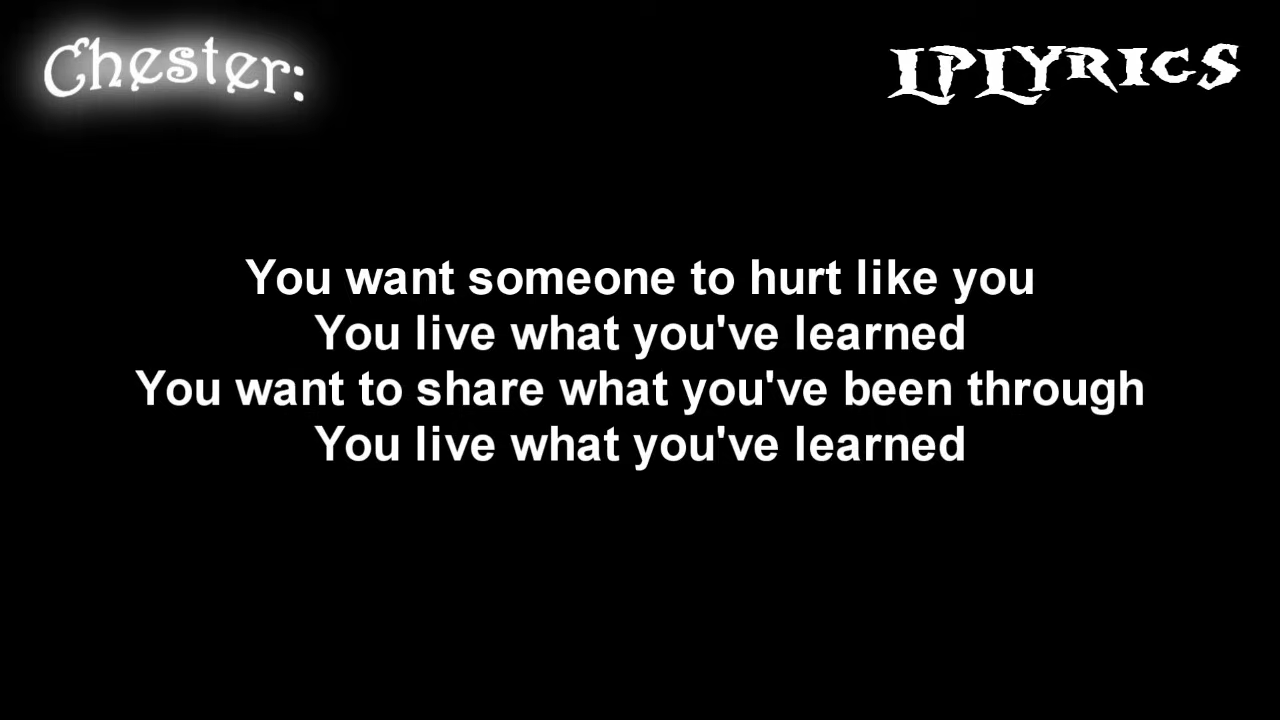 Chester:
LPLYRICS
You want someone to hurt like you
You live what you've learned
You want to share what you've been through
You live what you've learned